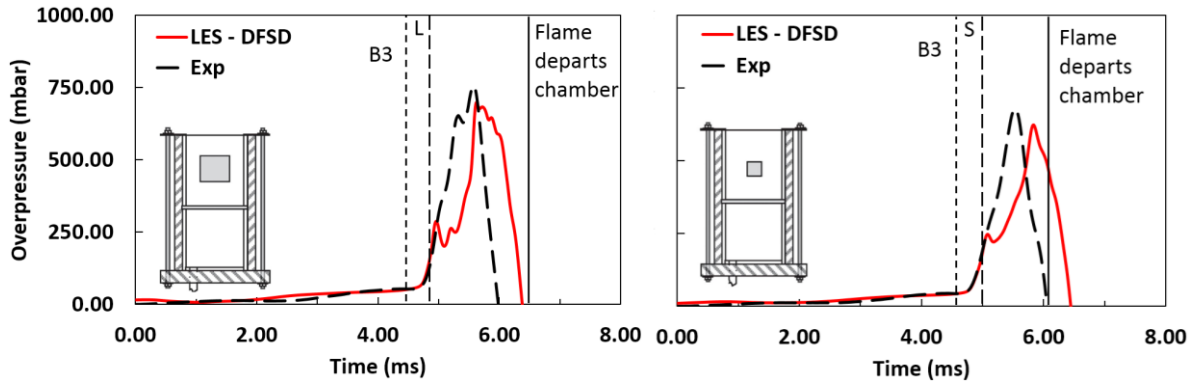 1000.00
750.00
500.00
250.00
0.00
Overpressure (mbar)
LES - DFSD
Exp
B3
L
Flame
departs
chamber
0.00 2.00 4.00 6.00 8.00
Time (ms)
LES - DFSD
Exp
B3
S
Flame
departs
chamber
0.00 2.00 4.00 6.00 8.00
Time (ms)